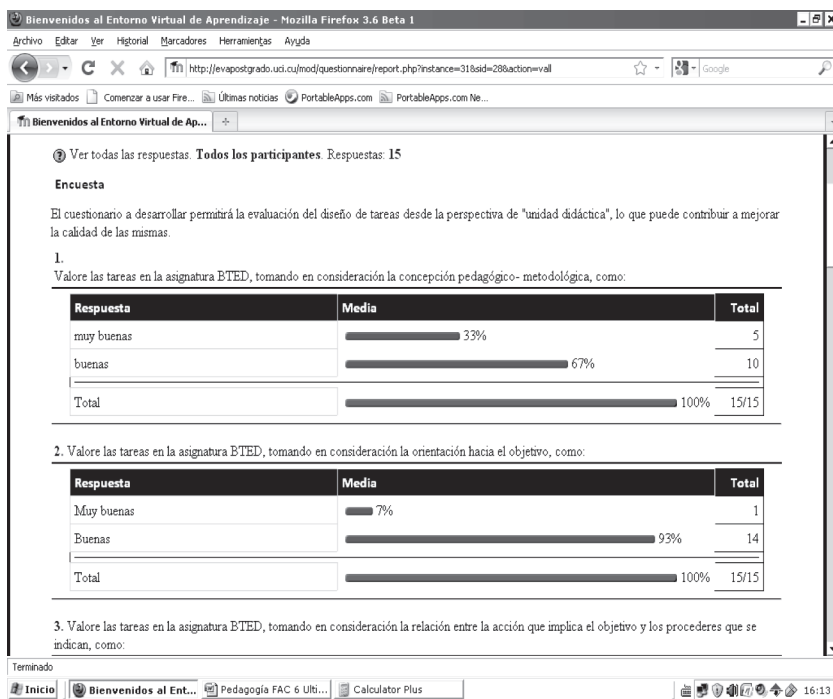 Bienvenidos al Entorno Virtual de Aprendizaje - Mozilla Firefox 3.6 Beta 1
Archivo Editar Ver Historial Marcadores Herramientas Ayuda
http://evapostgrado.uci.cu/mod/questionnaire/report.php?instance=31&sid=28&action=vall
Google
Más visitados Comenzar a usar Fire... Últimas noticias PortableApps.com PortableApps.com Ne...
Bienvenidos al Entorno Virtual de Ap...
Ver todas las respuestas. Todos los participantes. Respuestas: 15
Encuesta
El cuestionario a desarrollar permitirá la evaluación del diseño de tareas desde la perspectiva de "unidad didáctica", lo que puede contribuir a mejorar
la calidad de las mismas.
1.
Valore las tareas en la asignatura BTED, tomando en consideración la concepción pedagógico- metodológica, como:
Respuesta Media Total
muy buenas 33% 5
buenas 67% 10
Total 100% 15/15
2. Valore las tareas en la asignatura BTED, tomando en consideración la orientación hacia el objetivo, como:
Respuesta Media Total
Muy buenas 7% 1
Buenas 93% 14
Total 100% 15/15
3. Valore las tareas en la asignatura BTED, tomando en consideración la relación entre la acción que implica el objetivo y los procederes que se
indican, como:
Terminado
Inicio Bienvenidos al Ent... Pedagogía FAC 6 Ulti... Calculator Plus 16:13